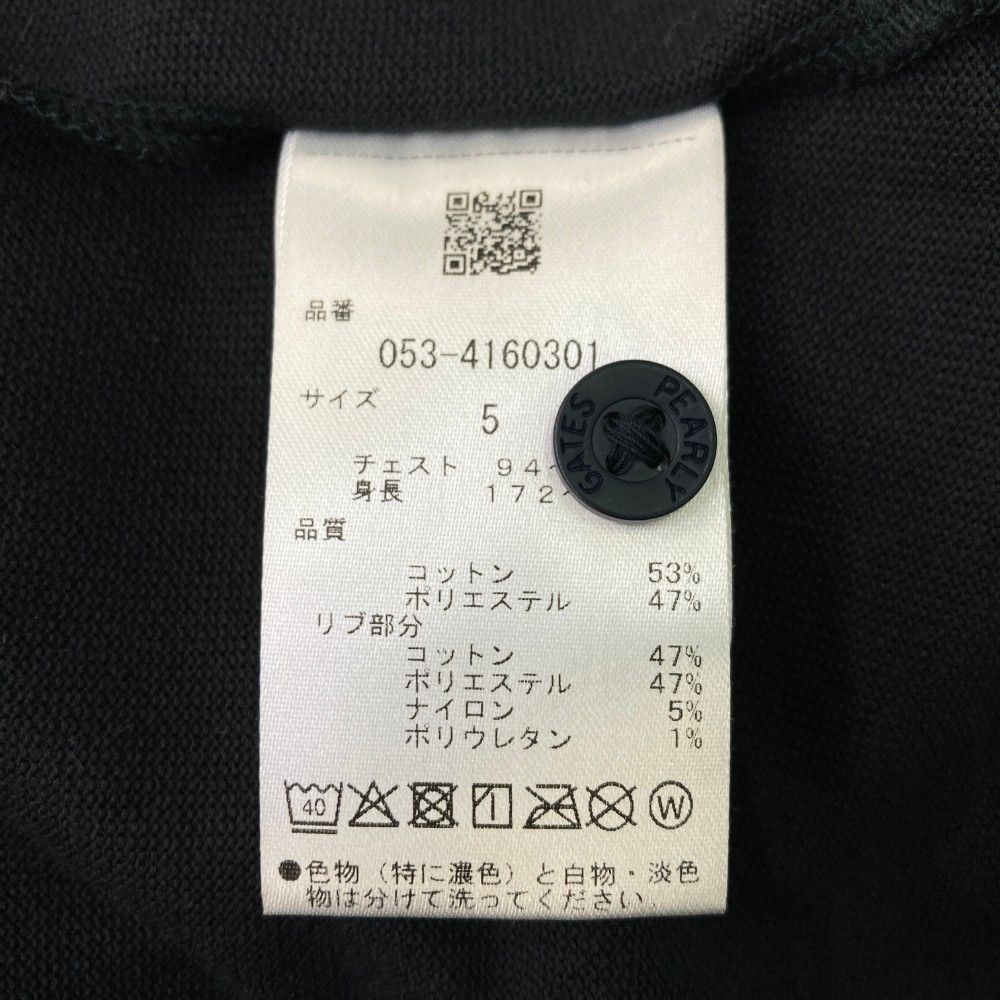 品番
053-4160301
サイズ
5
チェスト 94
身長 172
PEARLY GATES
品質
コットン 53%
ポリエステル 47%
リブ部分
コットン 47%
ポリエステル 47%
ナイロン 5%
ポリウレタン 1%
40
W
●色物（特に濃色）と白物・淡色
物は分けて洗ってください。